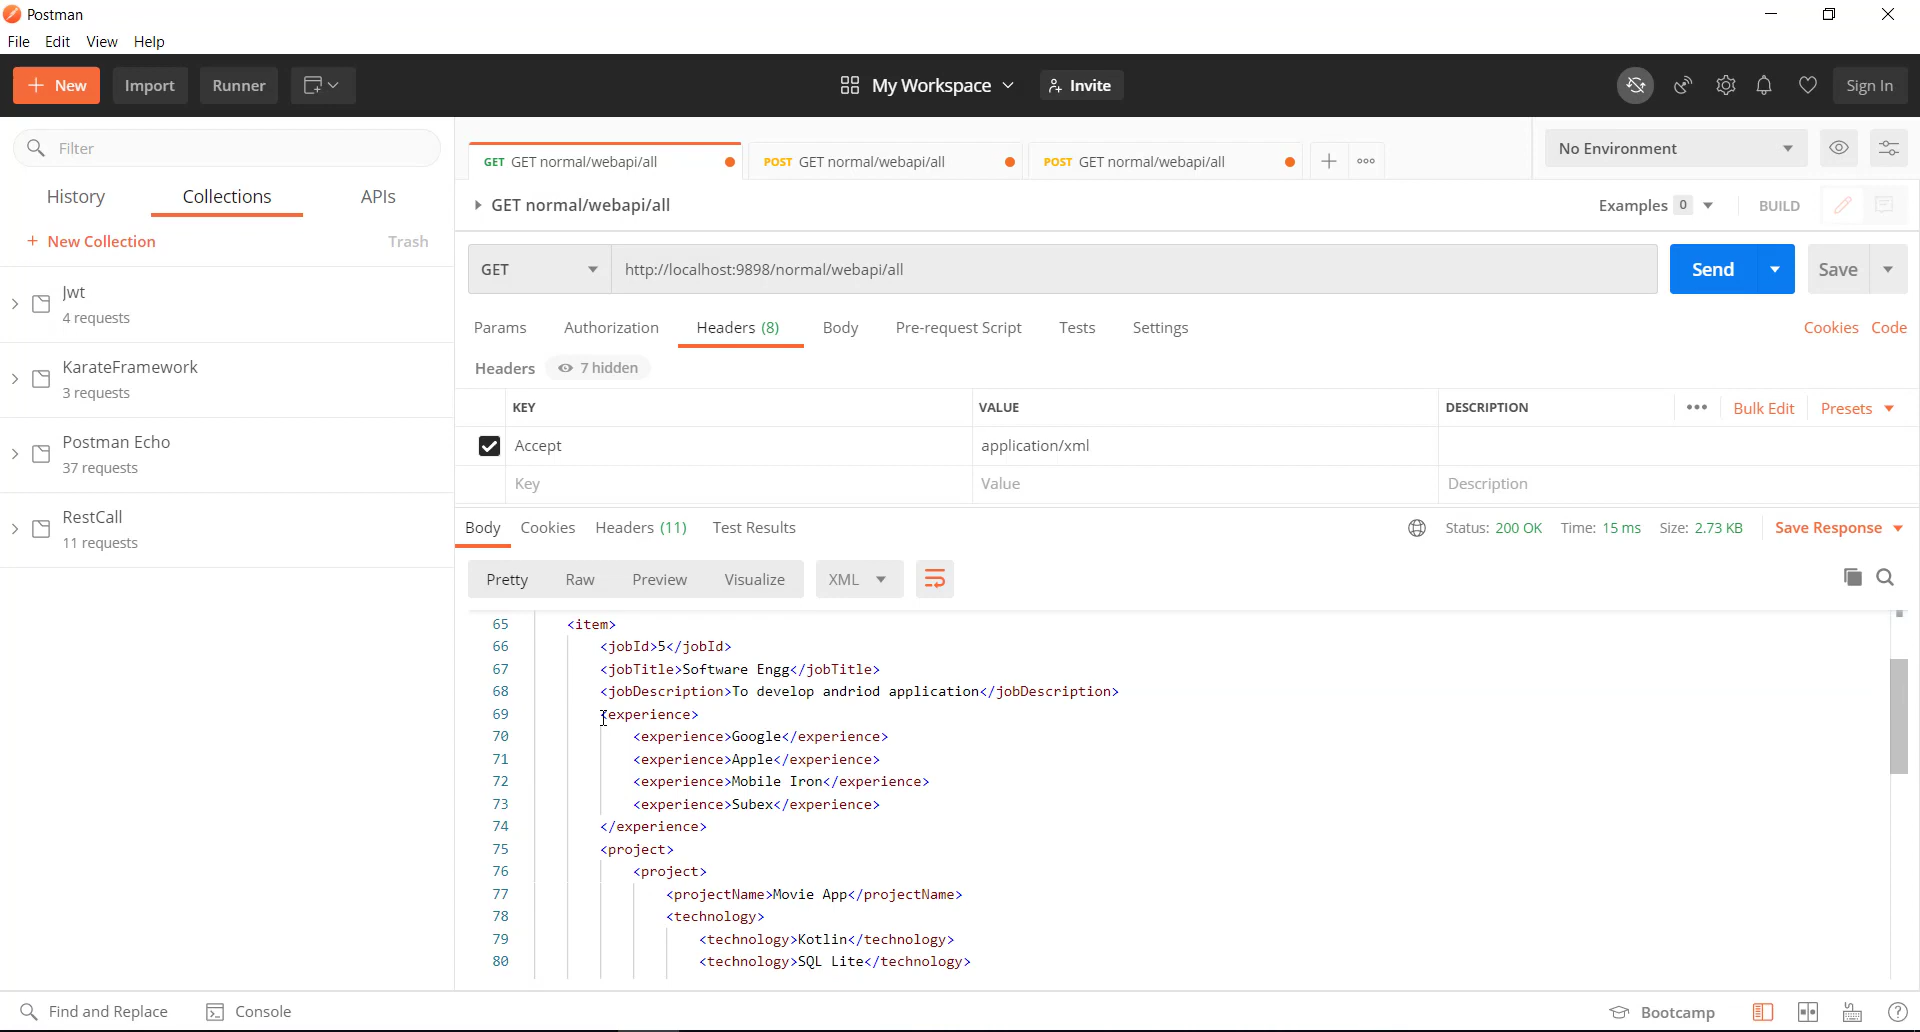 Postman
File Edit View Help
New Import Runner My Workspace Invite Sign In
Filter
History Collections APIs
+ New Collection Trash
Jwt
4 requests
KarateFramework
3 requests
Postman Echo
37 requests
RestCall
11 requests
GET GET normal/webapi/all POST GET normal/webapi/all POST GET normal/webapi/all No Environment
GET normal/webapi/all Examples 0 BUILD
GET http://localhost:9898/normal/webapi/all Send Save
Params Authorization Headers (8) Body Pre-request Script Tests Settings Cookies Code
Headers 7 hidden
KEY VALUE DESCRIPTION Bulk Edit Presets
Accept application/xml
Key Value Description
Body Cookies Headers (11) Test Results Status: 200 OK Time: 15 ms Size: 2.73 KB Save Response
Pretty Raw Preview Visualize XML
65 <item>
66 <jobId>5</jobId>
67 <jobTitle>Software Engg</jobTitle>
68 <jobDescription>To develop andriod application</jobDescription>
69 <experience>
70 <experience>Google</experience>
71 <experience>Apple</experience>
72 <experience>Mobile Iron</experience>
73 <experience>Subex</experience>
74 </experience>
75 <project>
76 <project>
77 <projectName>Movie App</projectName>
78 <technology>
79 <technology>Kotlin</technology>
80 <technology>SQL Lite</technology>
Find and Replace Console Bootcamp